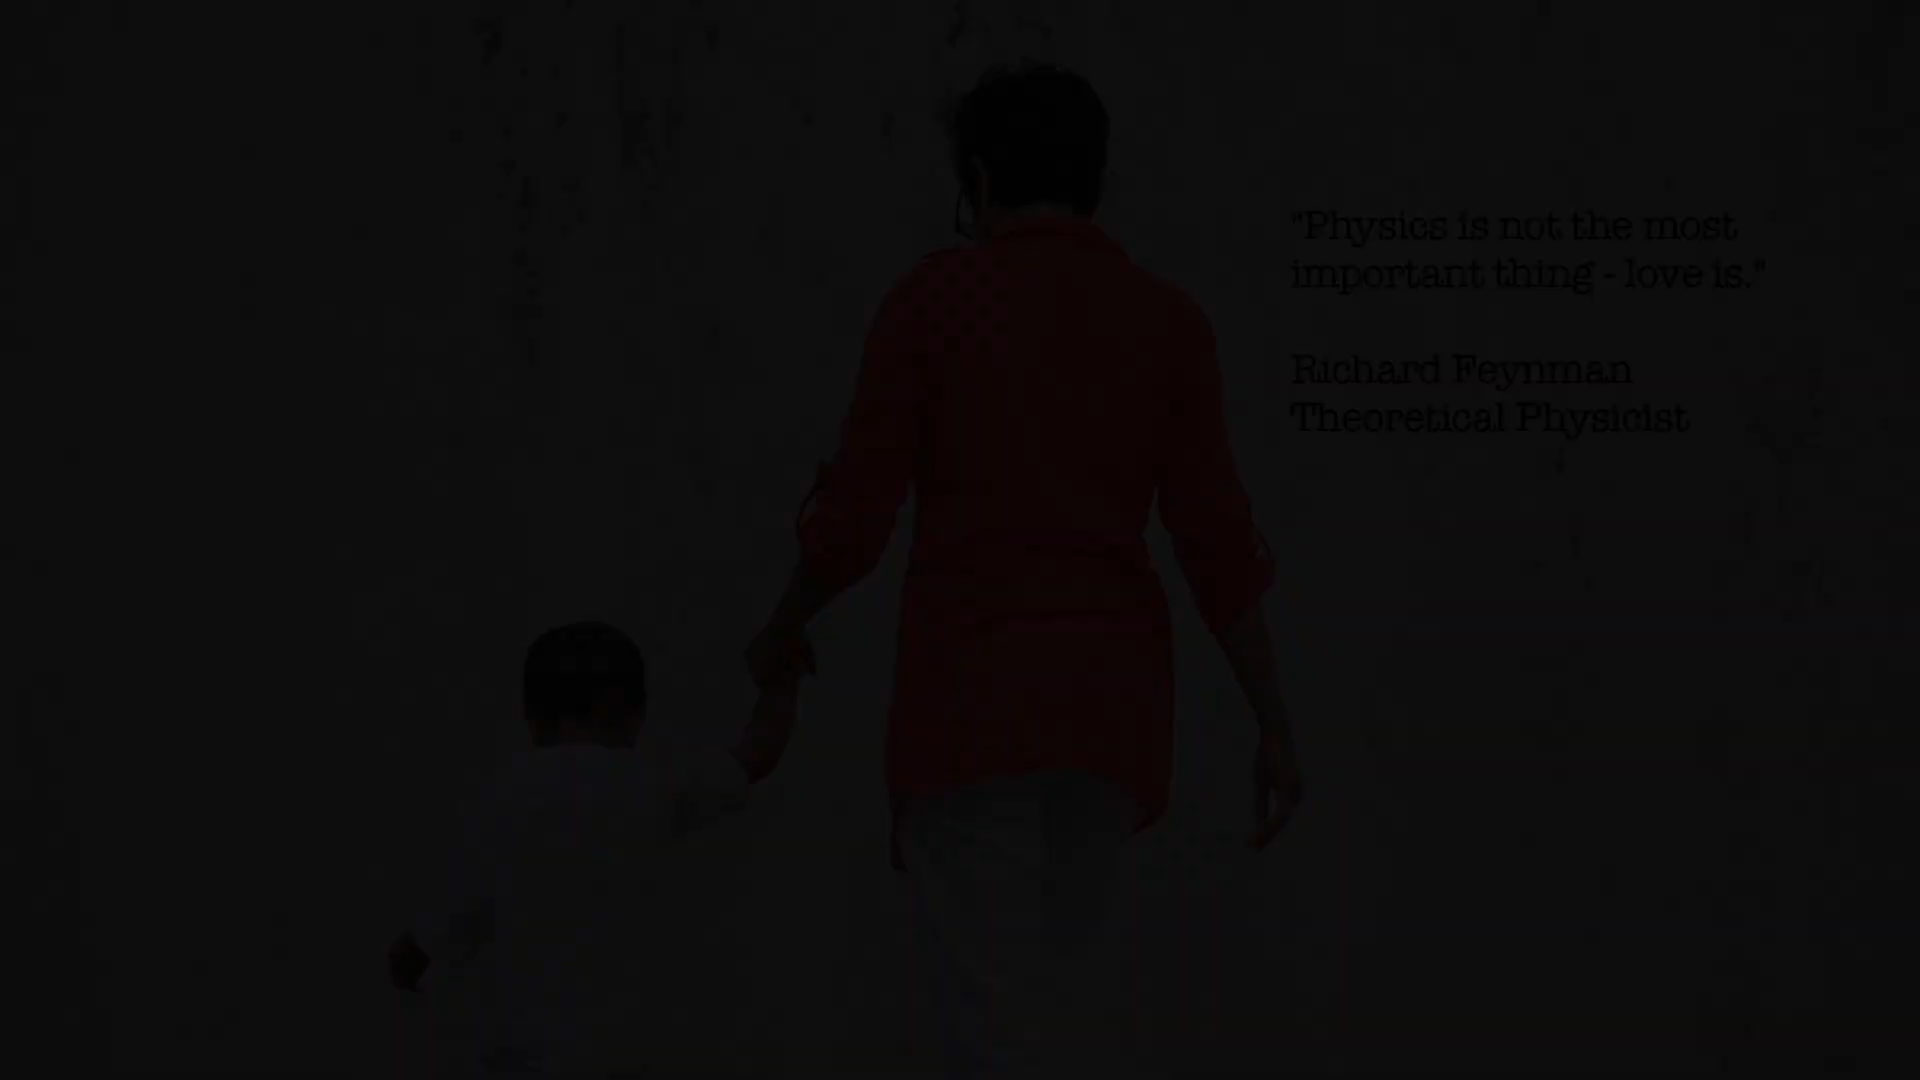 "Physics is not the most
important thing - love is."
Richard Feynman
Theoretical Physicist